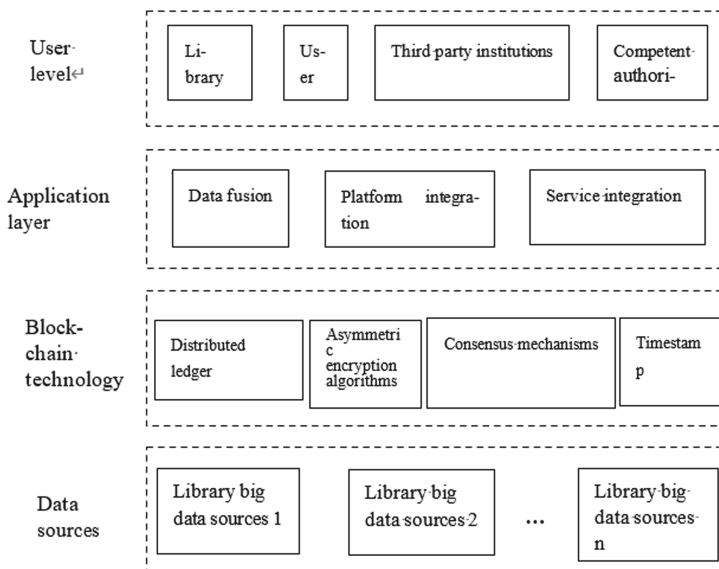 User·
level↵
Li-
brary
Us-
er
Third·party·institutions
Competent·
authori-
Application
layer
Data fusion
Platform integra-
tion
Service·integration
Block-
chain·
technology
Distributed
ledger
Asymmetri
c
encryption
algorithms
Consensus·mechanisms
Timestam
p
Data
sources
Library·big
data sources 1
Library·big
data·sources·2
...
Library·big·
data·sources·
n